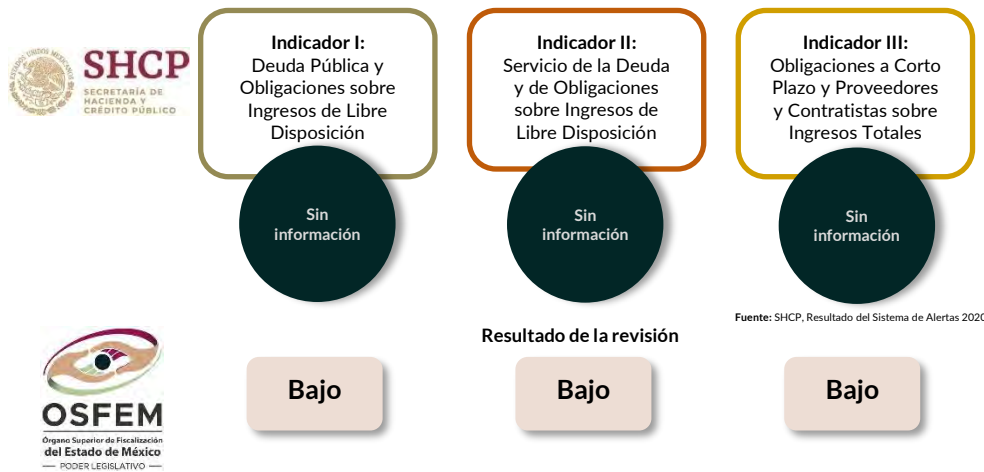 ESTADOS UNIDOS MEXICANOS
SHCP
SECRETARÍA DE
HACIENDA Y
CRÉDITO PÚBLICO
Indicador I:
Deuda Pública y
Obligaciones sobre
Ingresos de Libre
Disposición
Sin
información
Indicador II:
Servicio de la Deuda
y de Obligaciones
sobre Ingresos de
Libre Disposición
Sin
información
Indicador III:
Obligaciones a Corto
Plazo y Proveedores
y Contratistas sobre
Ingresos Totales
Sin
información
Fuente: SHCP, Resultado del Sistema de Alertas 2020
Resultado de la revisión
OSFEM
Órgano Superior de Fiscalización
del Estado de México
PODER LEGISLATIVO
Bajo
Bajo
Bajo